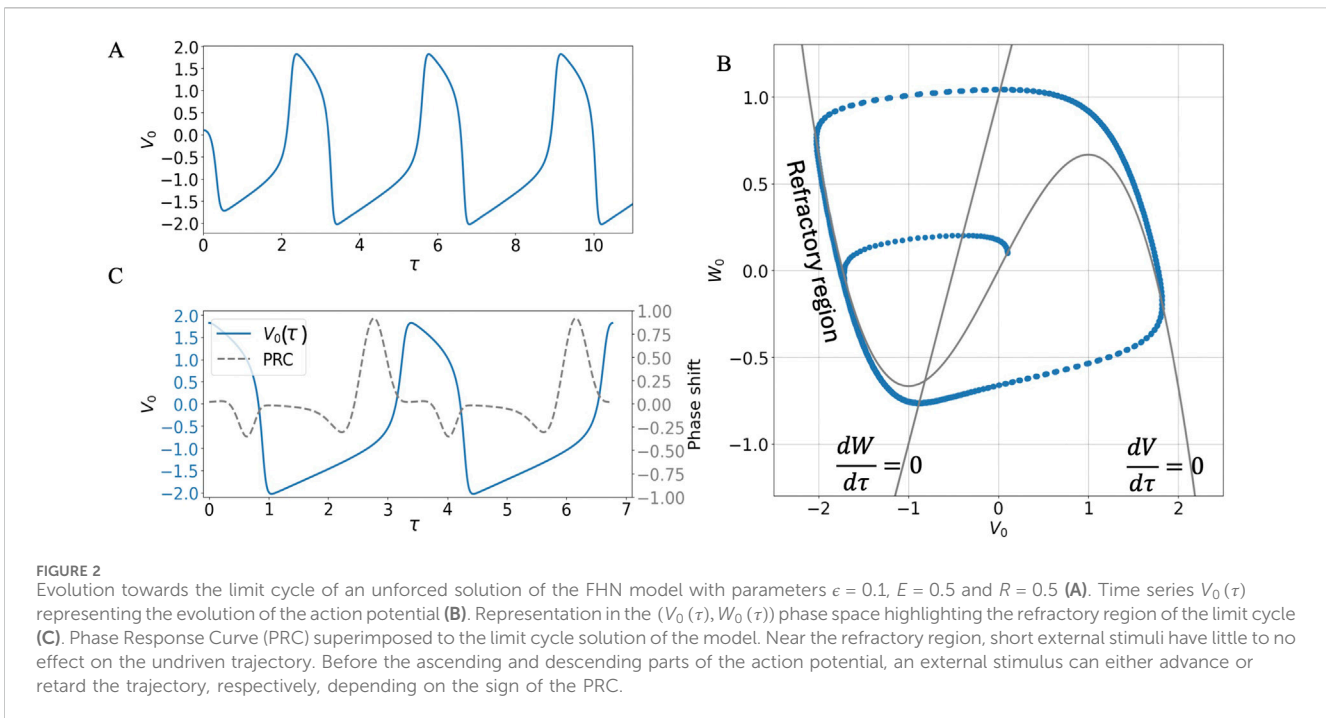 A
2.0
1.5
1.0
0.5
0.0
−0.5
−1.0
−1.5
−2.0
V₀
0 2 4 6 8 10
τ
B
1.0
0.5
0.0
−0.5
−1.0
W₀
Refractory region
dW/dτ = 0
dV/dτ = 0
−2 −1 0 1 2
V₀
C
2.0
1.5
1.0
0.5
0.0
−0.5
−1.0
−1.5
−2.0
V₀
V₀(τ)
PRC
1.00
0.75
0.50
0.25
0.00
−0.25
−0.50
−0.75
−1.00
Phase shift
0 1 2 3 4 5 6 7
τ
FIGURE 2
Evolution towards the limit cycle of an unforced solution of the FHN model with parameters ϵ = 0.1, E = 0.5 and R = 0.5 (A). Time series V₀ (τ)
representing the evolution of the action potential (B). Representation in the (V₀ (τ), W₀ (τ)) phase space highlighting the refractory region of the limit cycle
(C). Phase Response Curve (PRC) superimposed to the limit cycle solution of the model. Near the refractory region, short external stimuli have little to no
effect on the undriven trajectory. Before the ascending and descending parts of the action potential, an external stimulus can either advance or
retard the trajectory, respectively, depending on the sign of the PRC.